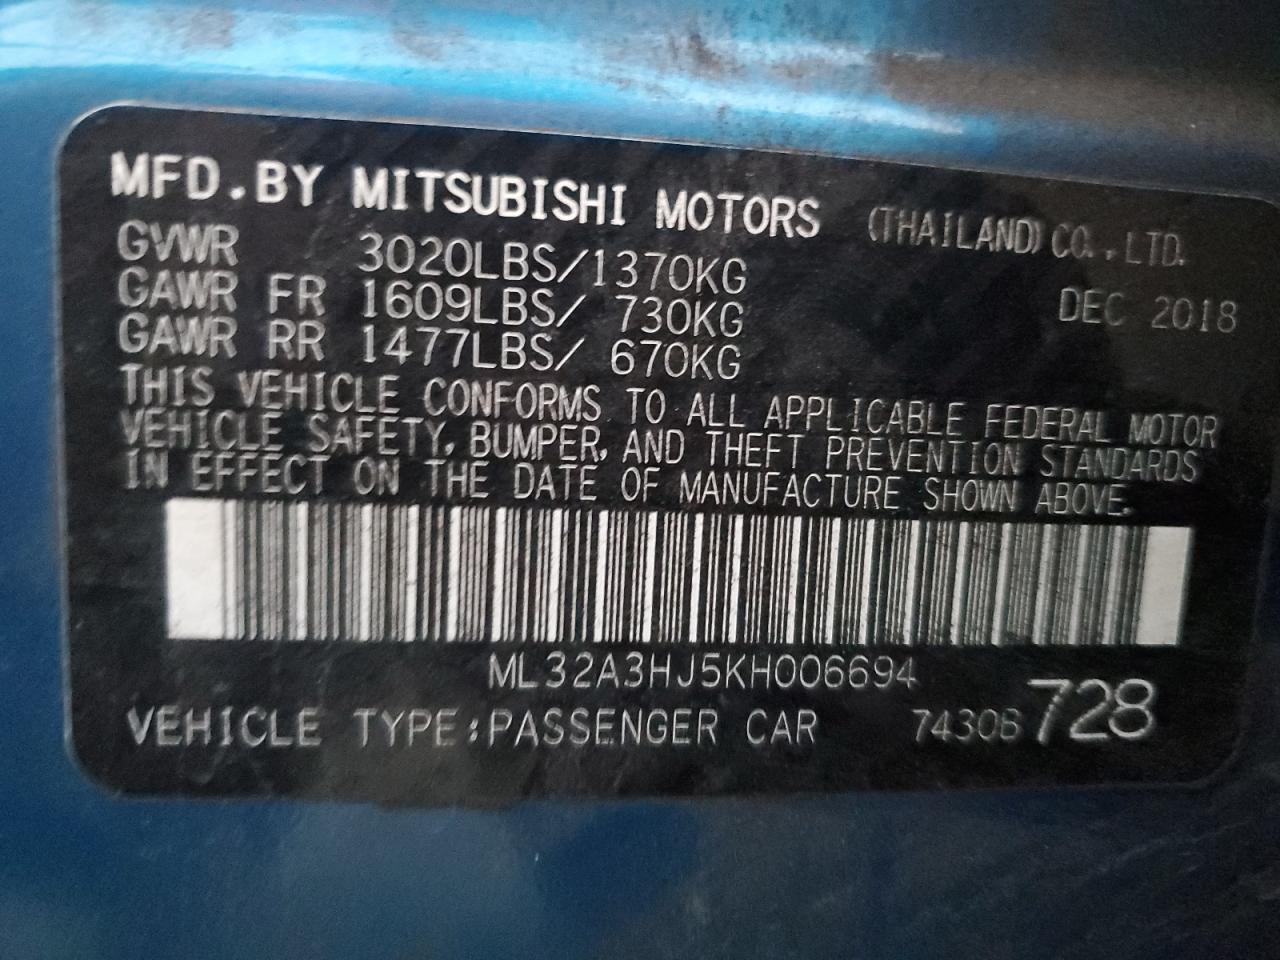 MFD.BY MITSUBISHI MOTORS (THAILAND) CO.,LTD.
GVWR 3020LBS/1370KG DEC 2018
GAWR FR 1609LBS/ 730KG
GAWR RR 1477LBS/ 670KG
THIS VEHICLE CONFORMS TO ALL APPLICABLE FEDERAL MOTOR
VEHICLE SAFETY, BUMPER, AND THEFT PREVENTION STANDARDS
IN EFFECT ON THE DATE OF MANUFACTURE SHOWN ABOVE.
ML32A3HJ5KH006694
VEHICLE TYPE:PASSENGER CAR 728